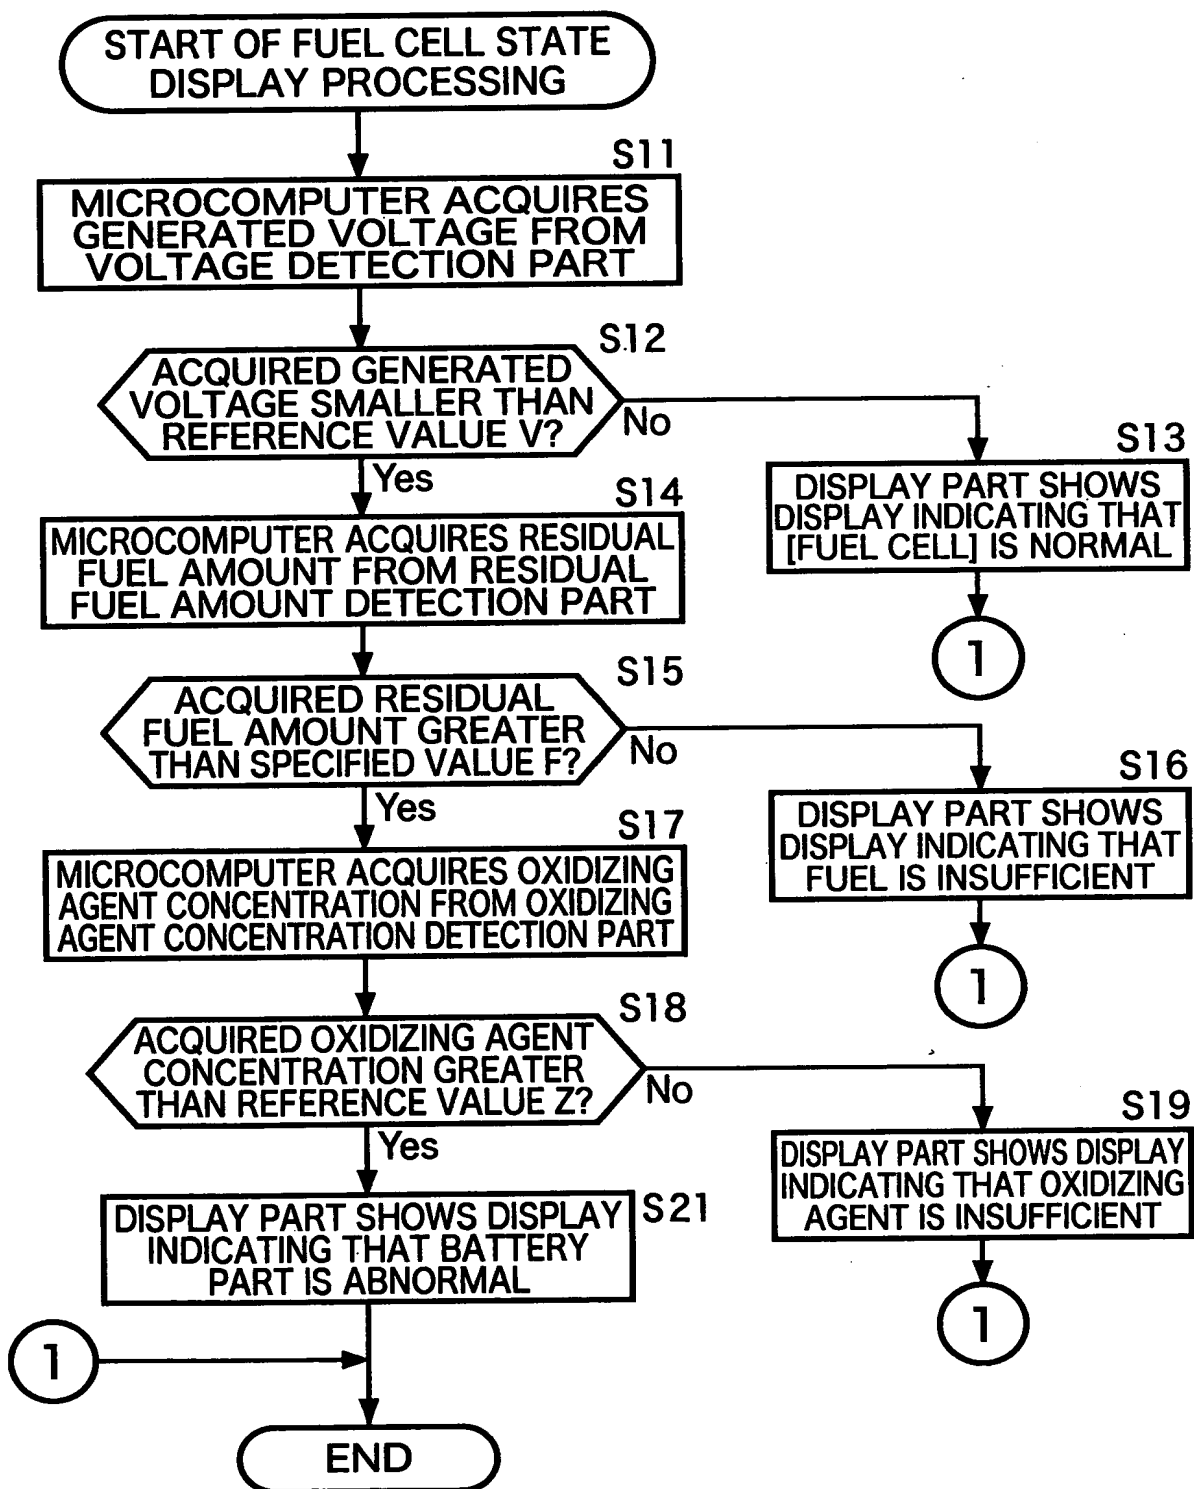 START OF FUEL CELL STATE
DISPLAY PROCESSING
S11
MICROCOMPUTER ACQUIRES
GENERATED VOLTAGE FROM
VOLTAGE DETECTION PART
S12
ACQUIRED GENERATED
VOLTAGE SMALLER THAN
REFERENCE VALUE V?
No
Yes
S13
DISPLAY PART SHOWS
DISPLAY INDICATING THAT
[FUEL CELL] IS NORMAL
1
S14
MICROCOMPUTER ACQUIRES RESIDUAL
FUEL AMOUNT FROM RESIDUAL
FUEL AMOUNT DETECTION PART
S15
ACQUIRED RESIDUAL
FUEL AMOUNT GREATER
THAN SPECIFIED VALUE F?
No
Yes
S16
DISPLAY PART SHOWS
DISPLAY INDICATING THAT
FUEL IS INSUFFICIENT
1
S17
MICROCOMPUTER ACQUIRES OXIDIZING
AGENT CONCENTRATION FROM OXIDIZING
AGENT CONCENTRATION DETECTION PART
S18
ACQUIRED OXIDIZING AGENT
CONCENTRATION GREATER
THAN REFERENCE VALUE Z?
No
Yes
S19
DISPLAY PART SHOWS DISPLAY
INDICATING THAT OXIDIZING
AGENT IS INSUFFICIENT
1
S21
DISPLAY PART SHOWS DISPLAY
INDICATING THAT BATTERY
PART IS ABNORMAL
1
END